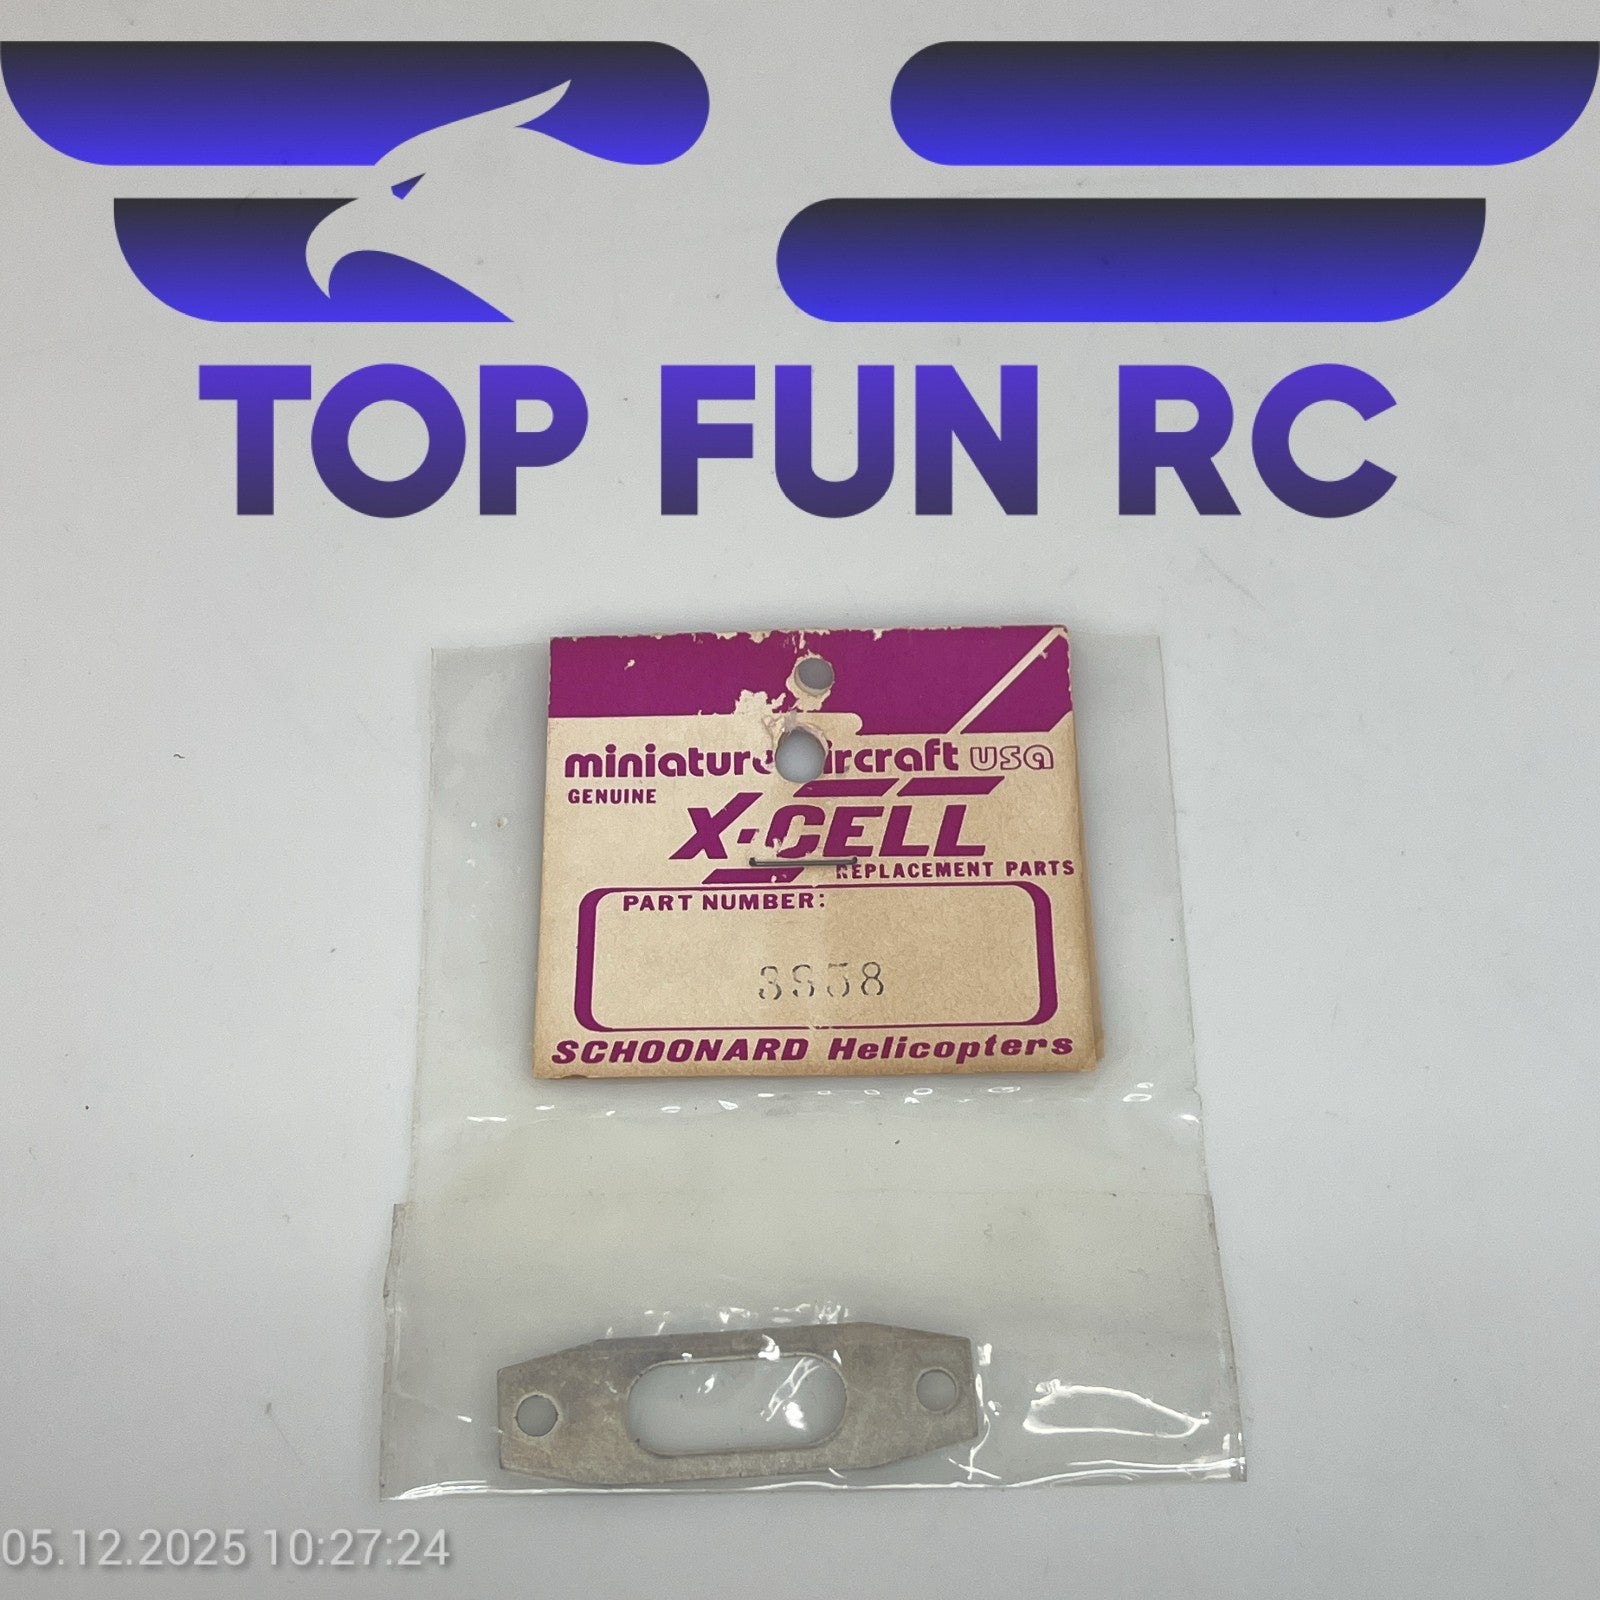 TOP FUN RC
miniature aircraft usa
GENUINE
X-CELL
REPLACEMENT PARTS
PART NUMBER:
SCHOONARD Helicopters
05.12.2025 10:27:24